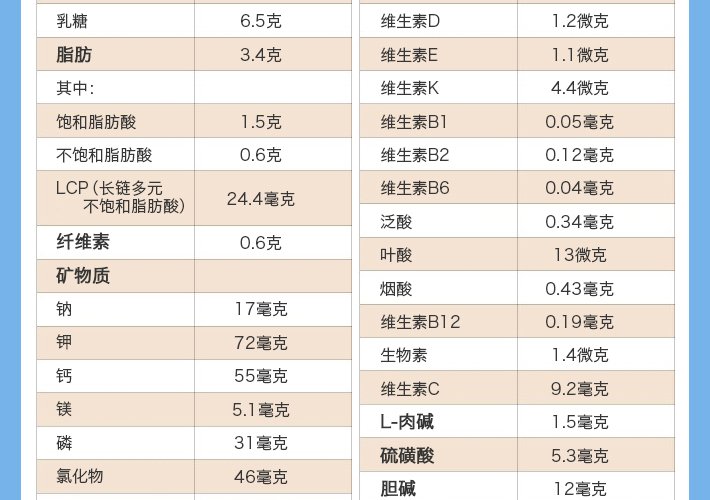 乳糖 6.5克
脂肪 3.4克
其中:
饱和脂肪酸 1.5克
不饱和脂肪酸 0.6克
LCP(长链多元
不饱和脂肪酸) 24.4毫克
纤维素 0.6克
矿物质
钠 17毫克
钾 72毫克
钙 55毫克
镁 5.1毫克
磷 31毫克
氯化物 46毫克
维生素D 1.2微克
维生素E 1.1微克
维生素K 4.4微克
维生素B1 0.05毫克
维生素B2 0.12毫克
维生素B6 0.04毫克
泛酸 0.34毫克
叶酸 13微克
烟酸 0.43毫克
维生素B12 0.19毫克
生物素 1.4微克
维生素C 9.2毫克
L-肉碱 1.5毫克
硫磺酸 5.3毫克
胆碱 12毫克